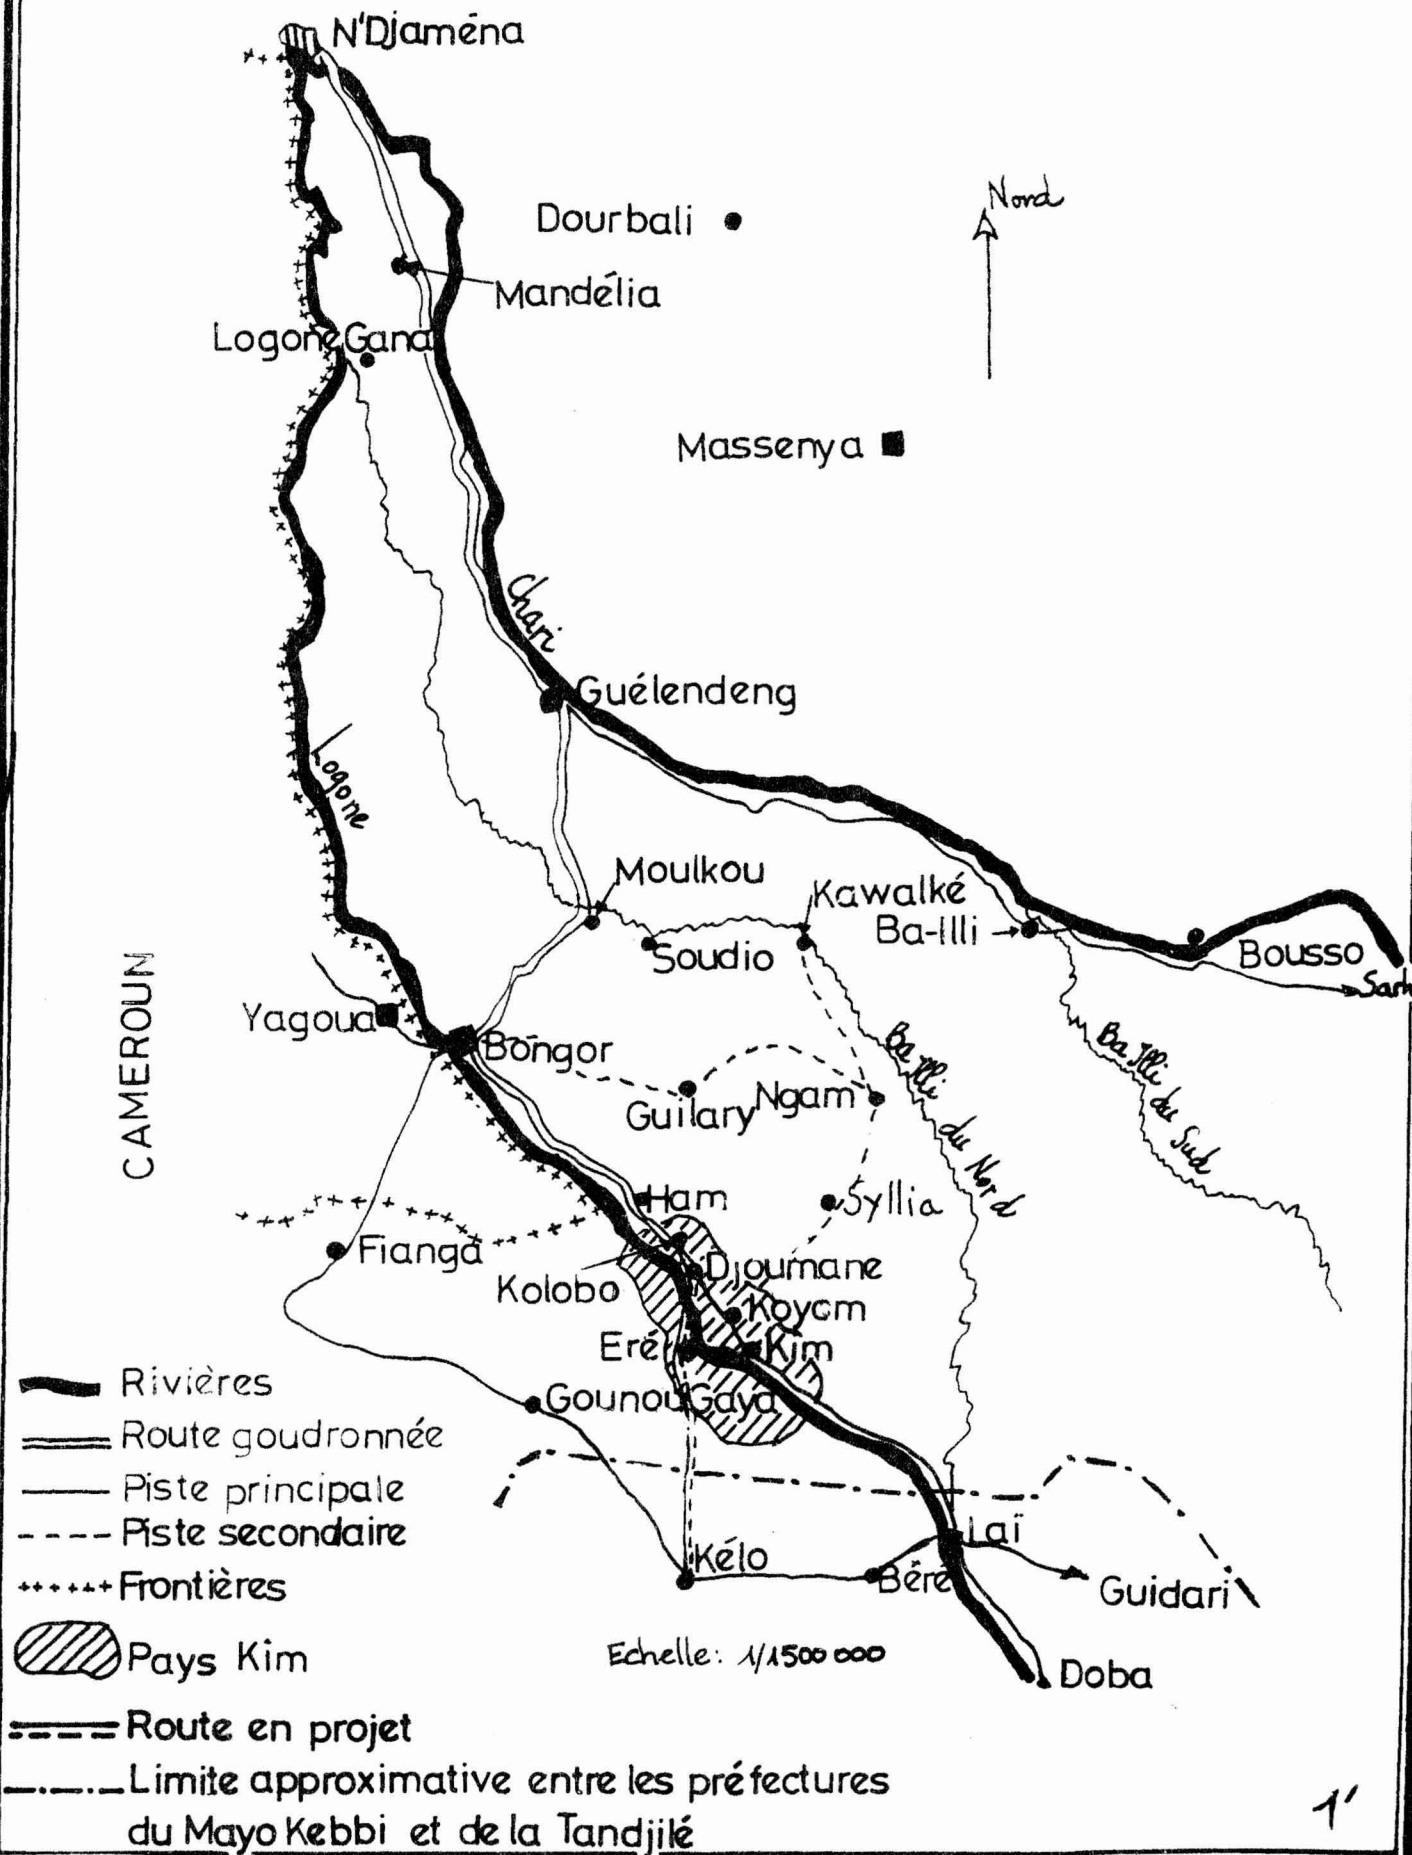 N'Djaména
Nord
Dourbali
Mandélia
Logone Gana
Massenya
Chari
Guélendeng
Logone
Moulkou
Kawalké
Ba-Illi
Soudio
Bousso
Sarh
CAMEROUN
Yagoua
Bongor
Guilary
Ngam
Ba Illi du Nord
Ba Illi du Sud
Ham
Syllia
Fianga
Djoumane
Kolobo
Koyom
Eré
Kim
Gounou Gaya
Rivières
Route goudronnée
Piste principale
Piste secondaire
Frontières
Pays Kim
Route en projet
Limite approximative entre les préfectures
du Mayo Kebbi et de la Tandjilé
Kélo
Laï
Béré
Guidari
Echelle: 1/1500 000
Doba
1'